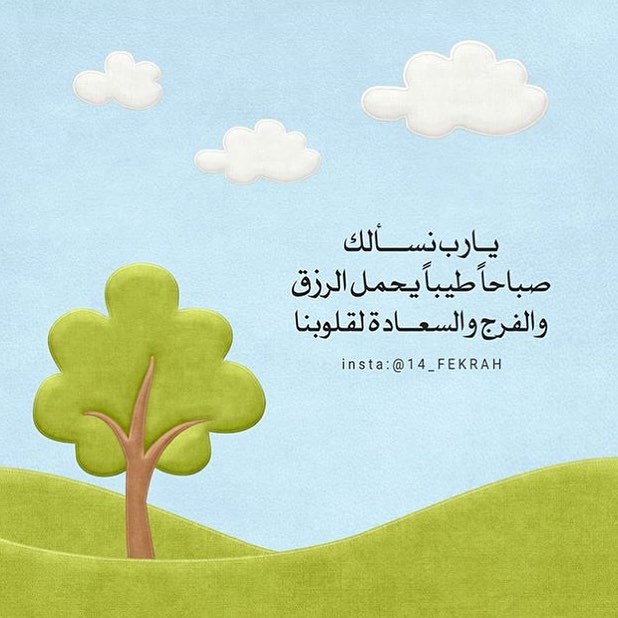 يارب نسألك
صباحاً طيباً يحمل الرزق
والفرج والسعادة لقلوبنا
insta:@14_FEKRAH